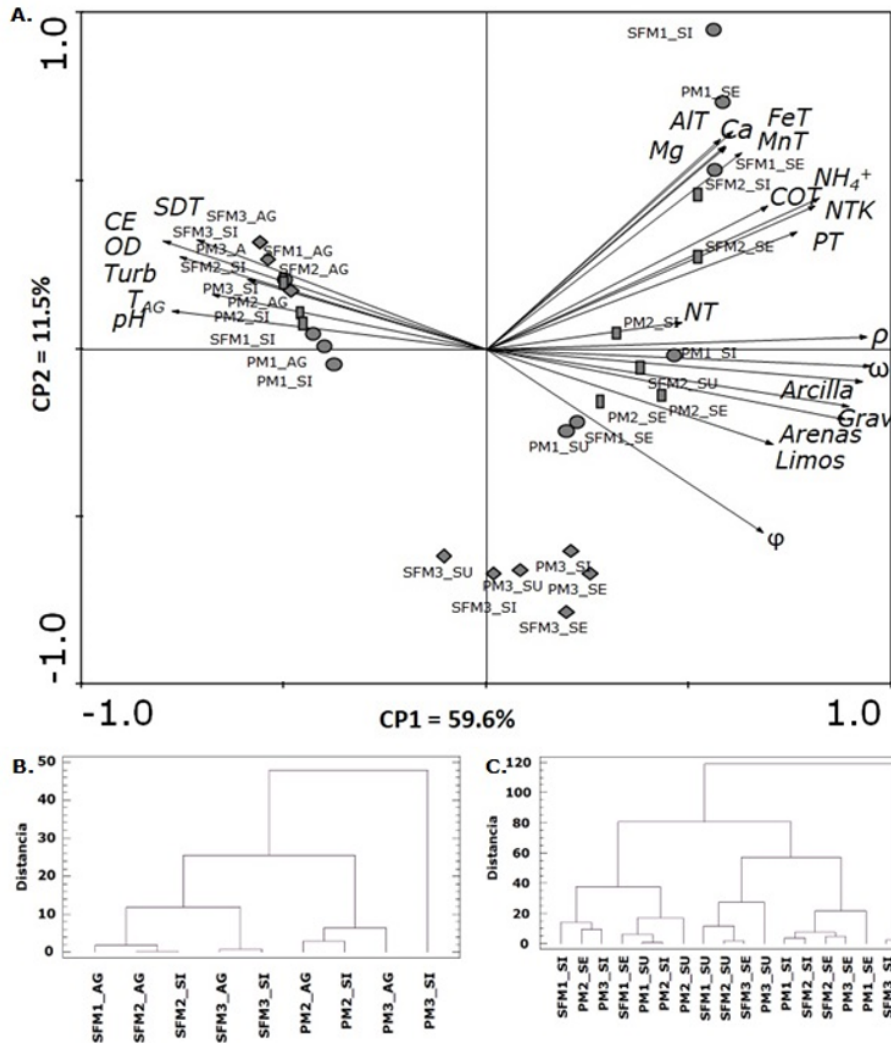 A.
1.0
SFM1_SI
PM1_SE
AlT
Ca
FeT
Mg
MnT
SFM1_SE
SFM2_SI
NH4+
COT
NTK
PT
SDT
SFM3_AG
CE
SFM3_SI
OD
PM3_A
SFM1_AG
Turb
SFM2_SI
SFM2_AG
SFM2_SE
TAG
PM3_SI
PM2_AG
pH
PM2_SI
SFM1_SI
PM1_AG
PM1_SI
NT
PM2_SI
ρ
PM1_SI
ω
SFM2_SU
Arcilla
PM2_SE
PM2_SE
Grav
PM1_SU
SFM1_SE
Arenas
Limos
φ
SFM3_SU
PM3_SI
PM3_SU
PM3_SE
SFM3_SI
SFM3_SE
CP2 = 11.5%
-1.0
-1.0
CP1 = 59.6%
1.0
B.
50
40
30
20
10
0
Distancia
SFM1_AG
SFM2_AG
SFM2_SI
SFM3_AG
SFM3_SI
PM2_AG
PM2_SI
PM3_AG
PM3_SI
C.
120
100
80
60
40
20
0
Distancia
SFM1_SI
PM2_SE
PM3_SI
SFM1_SE
PM1_SU
PM2_SI
PM2_SU
SFM1_SU
SFM2_SU
SFM3_SE
PM3_SU
PM1_SI
SFM2_SI
SFM2_SE
PM3_SE
PM1_SE
SFM3_SI